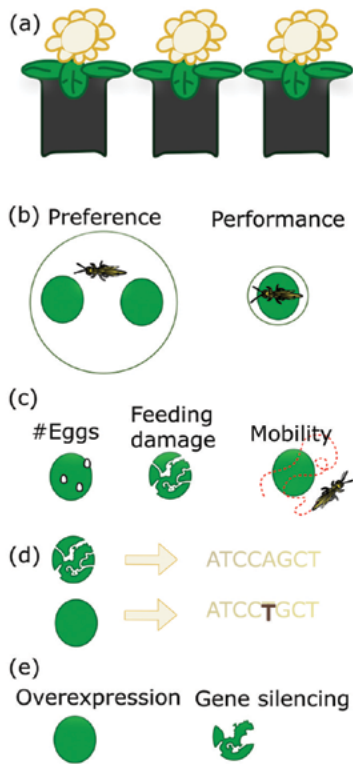 (a)
(b) Preference Performance
(c)
#Eggs Feeding damage Mobility
(d)
ATCCAGCT
ATCCTGCT
(e)
Overexpression Gene silencing